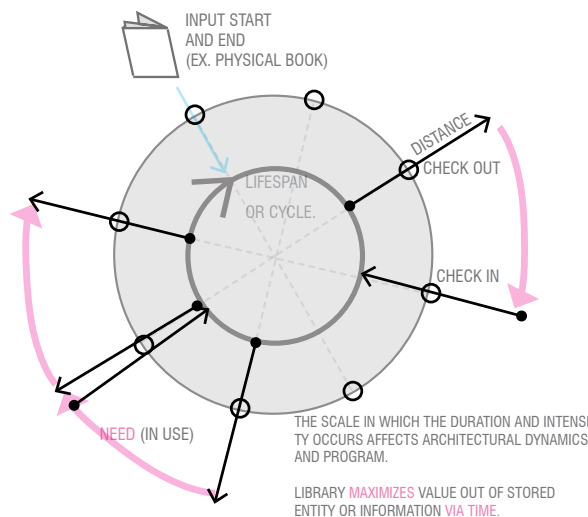 INPUT START
AND END
(EX. PHYSICAL BOOK)
DISTANCE
CHECK OUT
LIFESPAN
OR CYCLE.
CHECK IN
NEED (IN USE)
THE SCALE IN WHICH THE DURATION AND INTENSI
TY OCCURS AFFECTS ARCHITECTURAL DYNAMICS
AND PROGRAM.
LIBRARY MAXIMIZES VALUE OUT OF STORED
ENTITY OR INFORMATION VIA TIME.